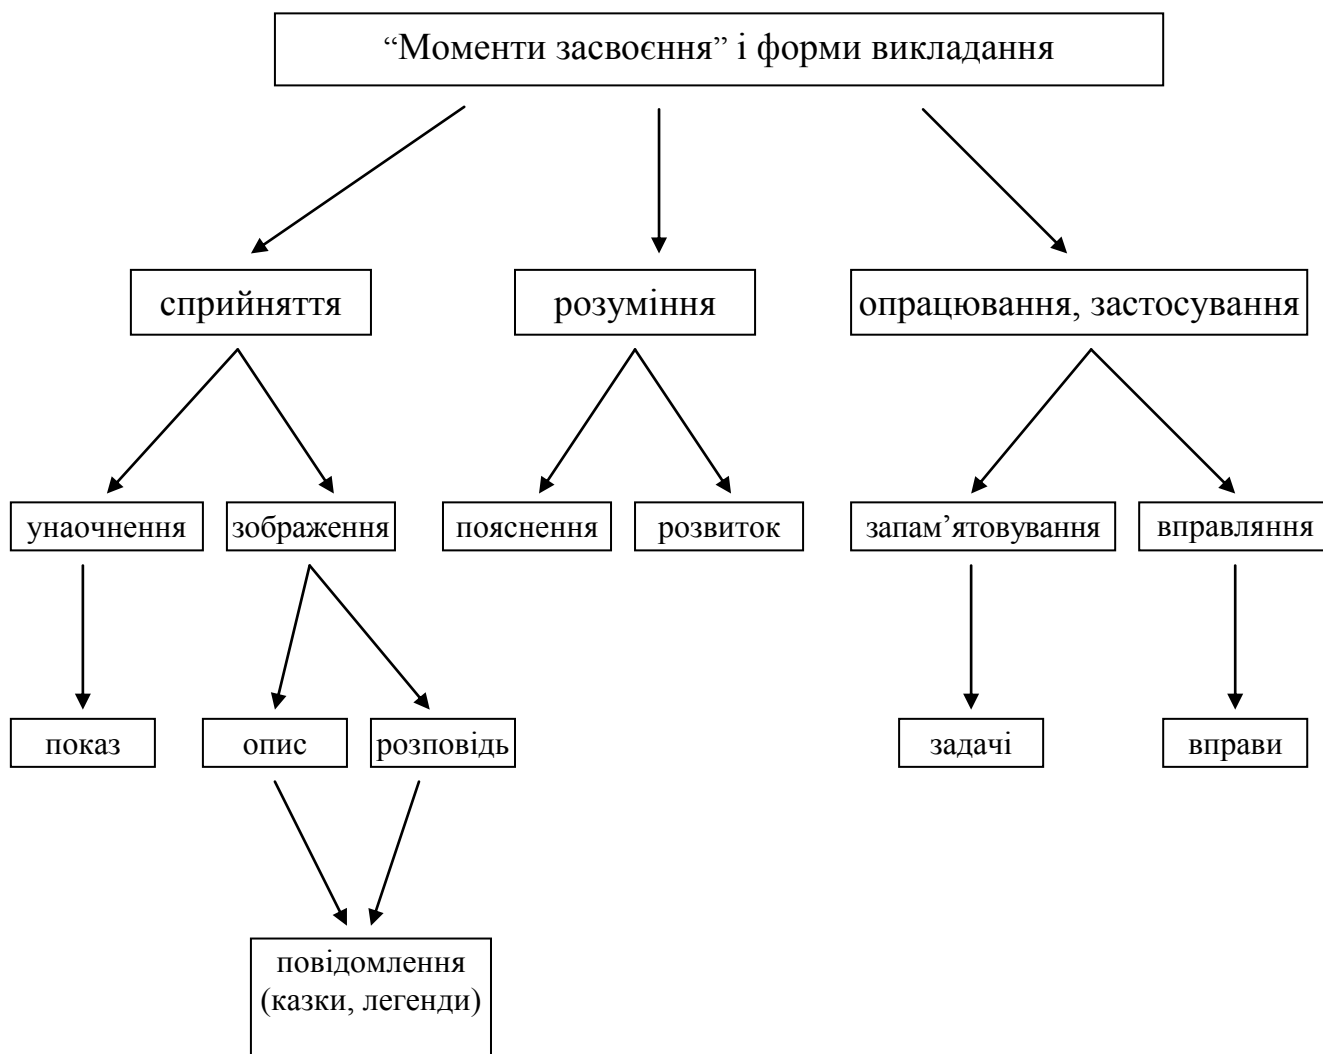 “Моменти засвоєння” і форми викладання
сприйняття
розуміння
опрацювання, застосування
унаочнення
зображення
пояснення
розвиток
запам’ятовування
вправляння
показ
опис
розповідь
задачі
вправи
повідомлення
(казки, легенди)